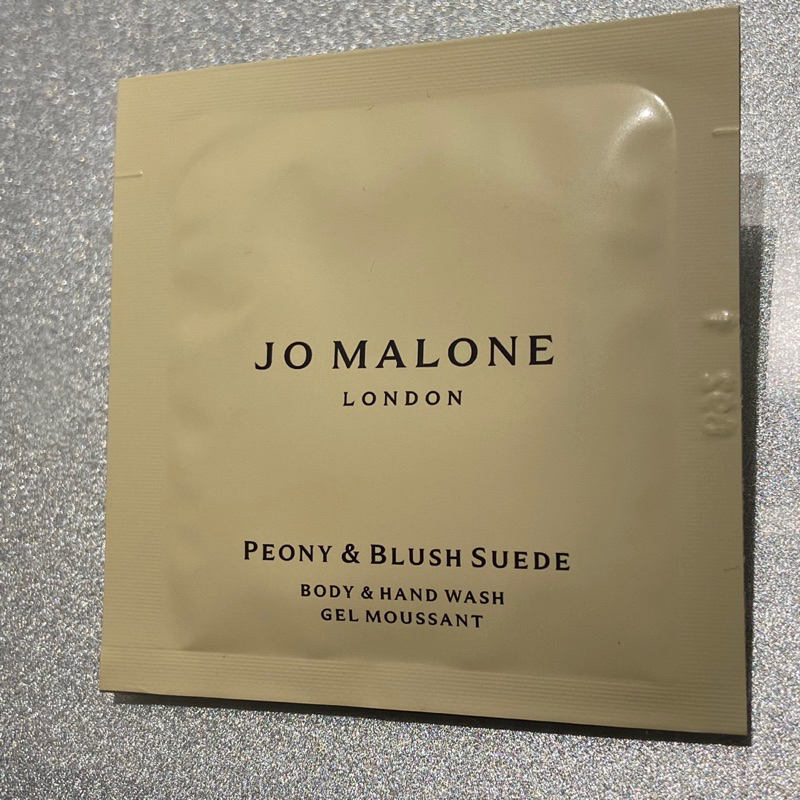 JO MALONE
LONDON
PEONY & BLUSH SUEDE
BODY & HAND WASH
GEL MOUSSANT